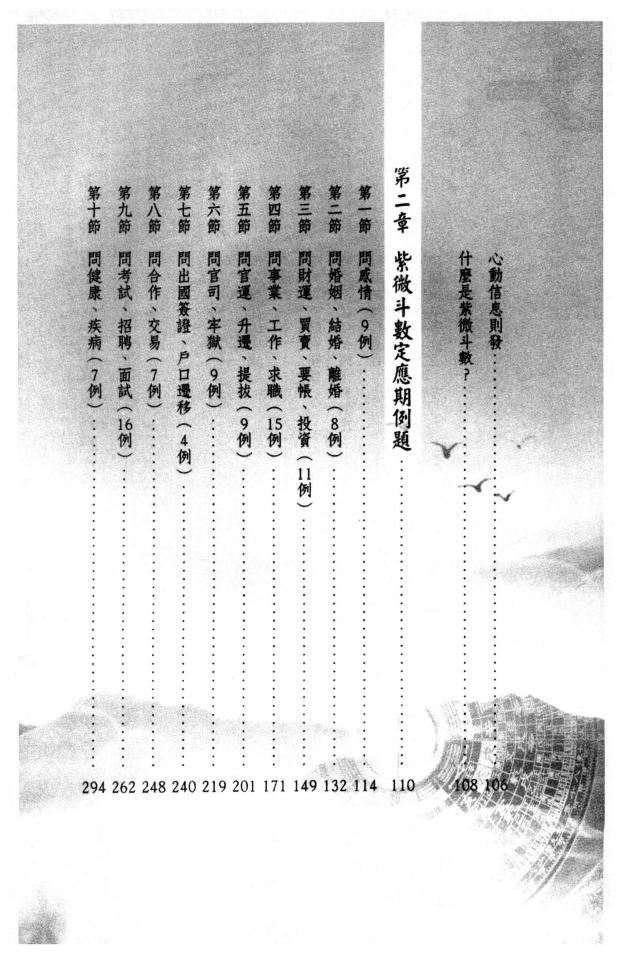 心動信息則發 106
什麼是紫微斗數？ 108
第二章 紫微斗數定應期例題 110
第一節 問感情（9例） 114
第二節 問婚姻、結婚、離婚（8例） 132
第三節 問財運、買賣、要帳、投資（11例） 149
第四節 問事業、工作、求職（15例） 171
第五節 問官運、升遷、提拔（9例） 201
第六節 問官司、牢獄（9例） 219
第七節 問出國簽證、戶口遷移（4例） 240
第八節 問合作、交易（7例） 248
第九節 問考試、招聘、面試（16例） 262
第十節 問健康、疾病（7例） 294